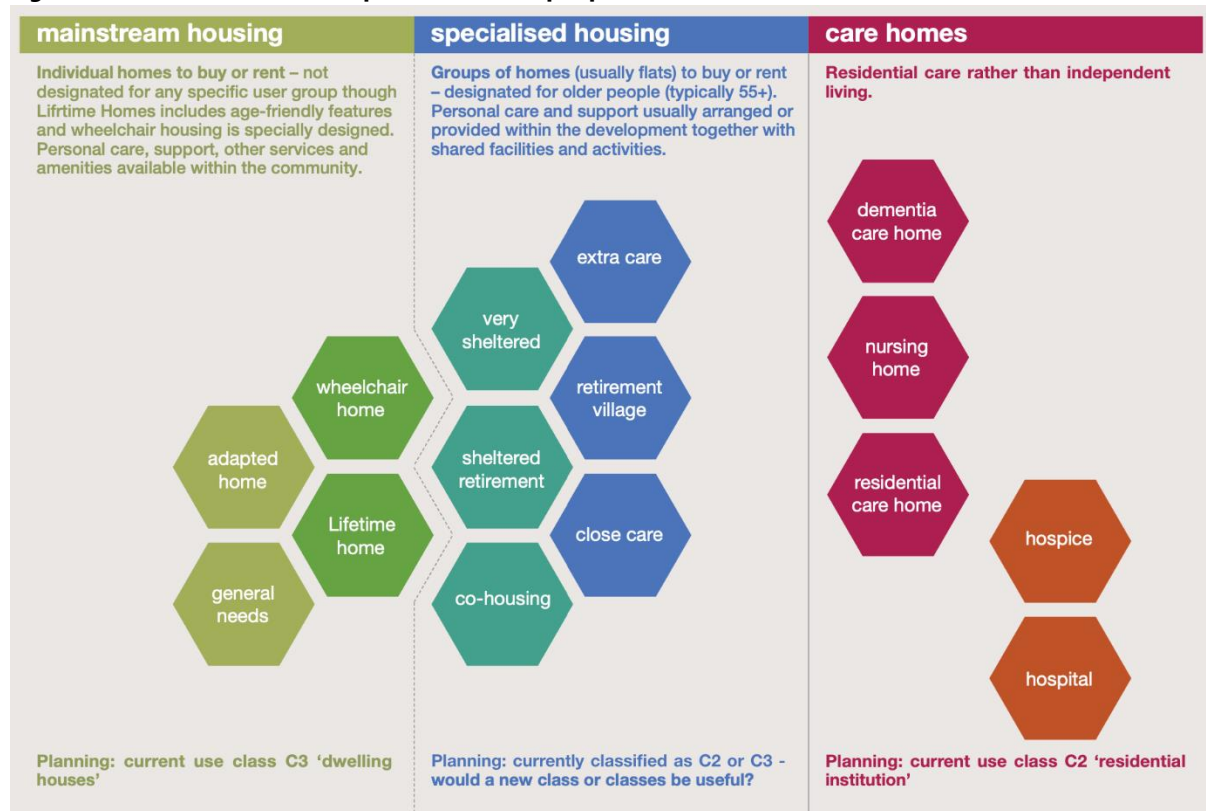 mainstream housing
Individual homes to buy or rent – not
designated for any specific user group though
Lifrtime Homes includes age-friendly features
and wheelchair housing is specially designed.
Personal care, support, other services and
amenities available within the community.
wheelchair
home
adapted
home
Lifetime
home
general
needs
Planning: current use class C3 ‘dwelling
houses’
specialised housing
Groups of homes (usually flats) to buy or rent
– designated for older people (typically 55+).
Personal care and support usually arranged or
provided within the development together with
shared facilities and activities.
extra care
very
sheltered
retirement
village
sheltered
retirement
close care
co-housing
Planning: currently classified as C2 or C3 -
would a new class or classes be useful?
care homes
Residential care rather than independent
living.
dementia
care home
nursing
home
residential
care home
hospice
hospital
Planning: current use class C2 ‘residential
institution’